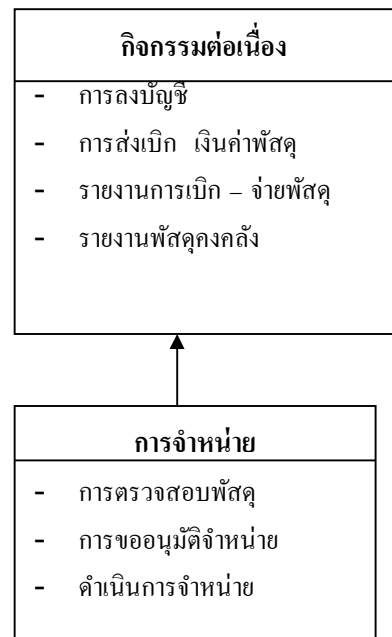 กิจกรรมต่อเนื่อง
- การลงบัญชี
- การส่งเบิก เงินค่าพัสดุ
- รายงานการเบิก – จ่ายพัสดุ
- รายงานพัสดุคงคลัง
การจำหน่าย
- การตรวจสอบพัสดุ
- การขออนุมัติจำหน่าย
- ดำเนินการจำหน่าย